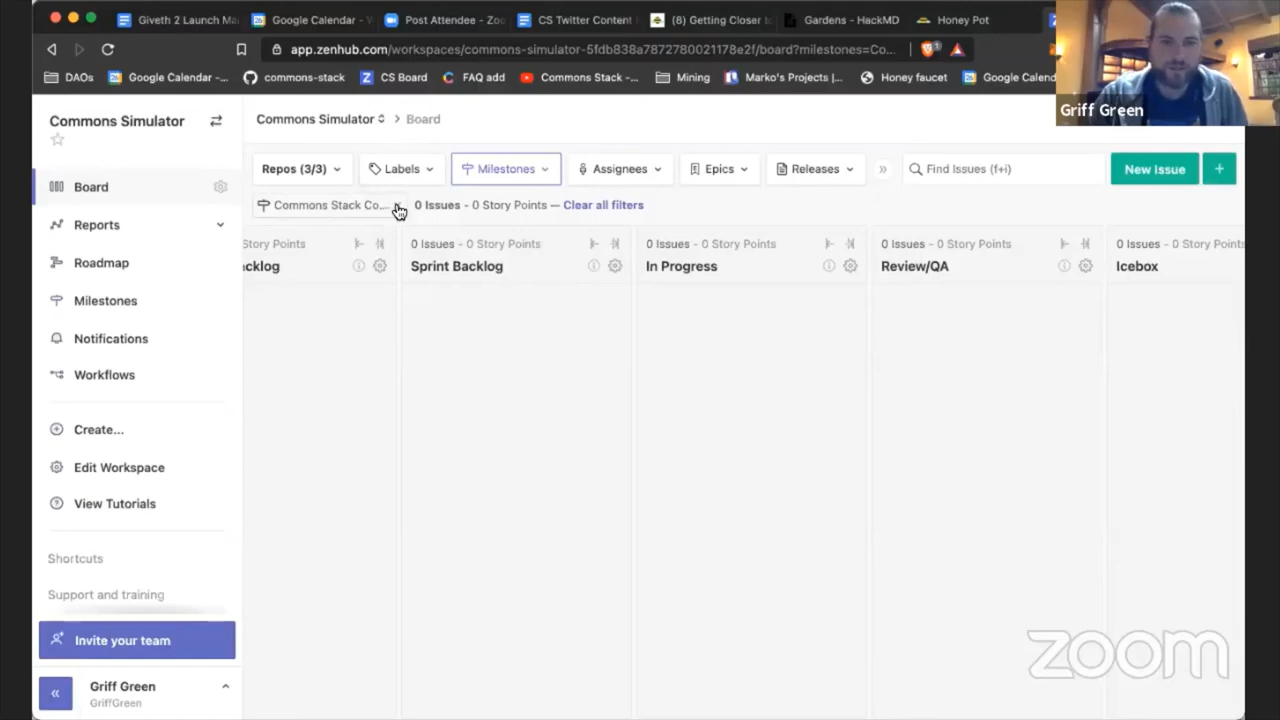 Giveth 2 Launch Ma
Google Calendar - V
Post Attendee - Zoo
CS Twitter Content
(8) Getting Closer to
Gardens - HackMD
Honey Pot
app.zenhub.com/workspaces/commons-simulator-5fdb838a7872780021178e2f/board?milestones=Co...
1
DAOs
Google Calendar -...
commons-stack
CS Board
FAQ add
Commons Stack -...
Mining
Marko's Projects |...
Honey faucet
Google Calend
Griff Green
Commons Simulator
Commons Simulator > Board
Board
Reports
Roadmap
Milestones
Notifications
Workflows
Create...
Edit Workspace
View Tutorials
Shortcuts
Support and training
Invite your team
Griff Green
GriffGreen
Repos (3/3)
Labels
Milestones
Assignees
Epics
Releases
»
Find Issues (f+i)
New Issue
+
Commons Stack Co...
0 Issues - 0 Story Points — Clear all filters
Story Points
cklog
0 Issues - 0 Story Points
Sprint Backlog
0 Issues - 0 Story Points
In Progress
0 Issues - 0 Story Points
Review/QA
0 Issues - 0 Story Points
Icebox
zoom